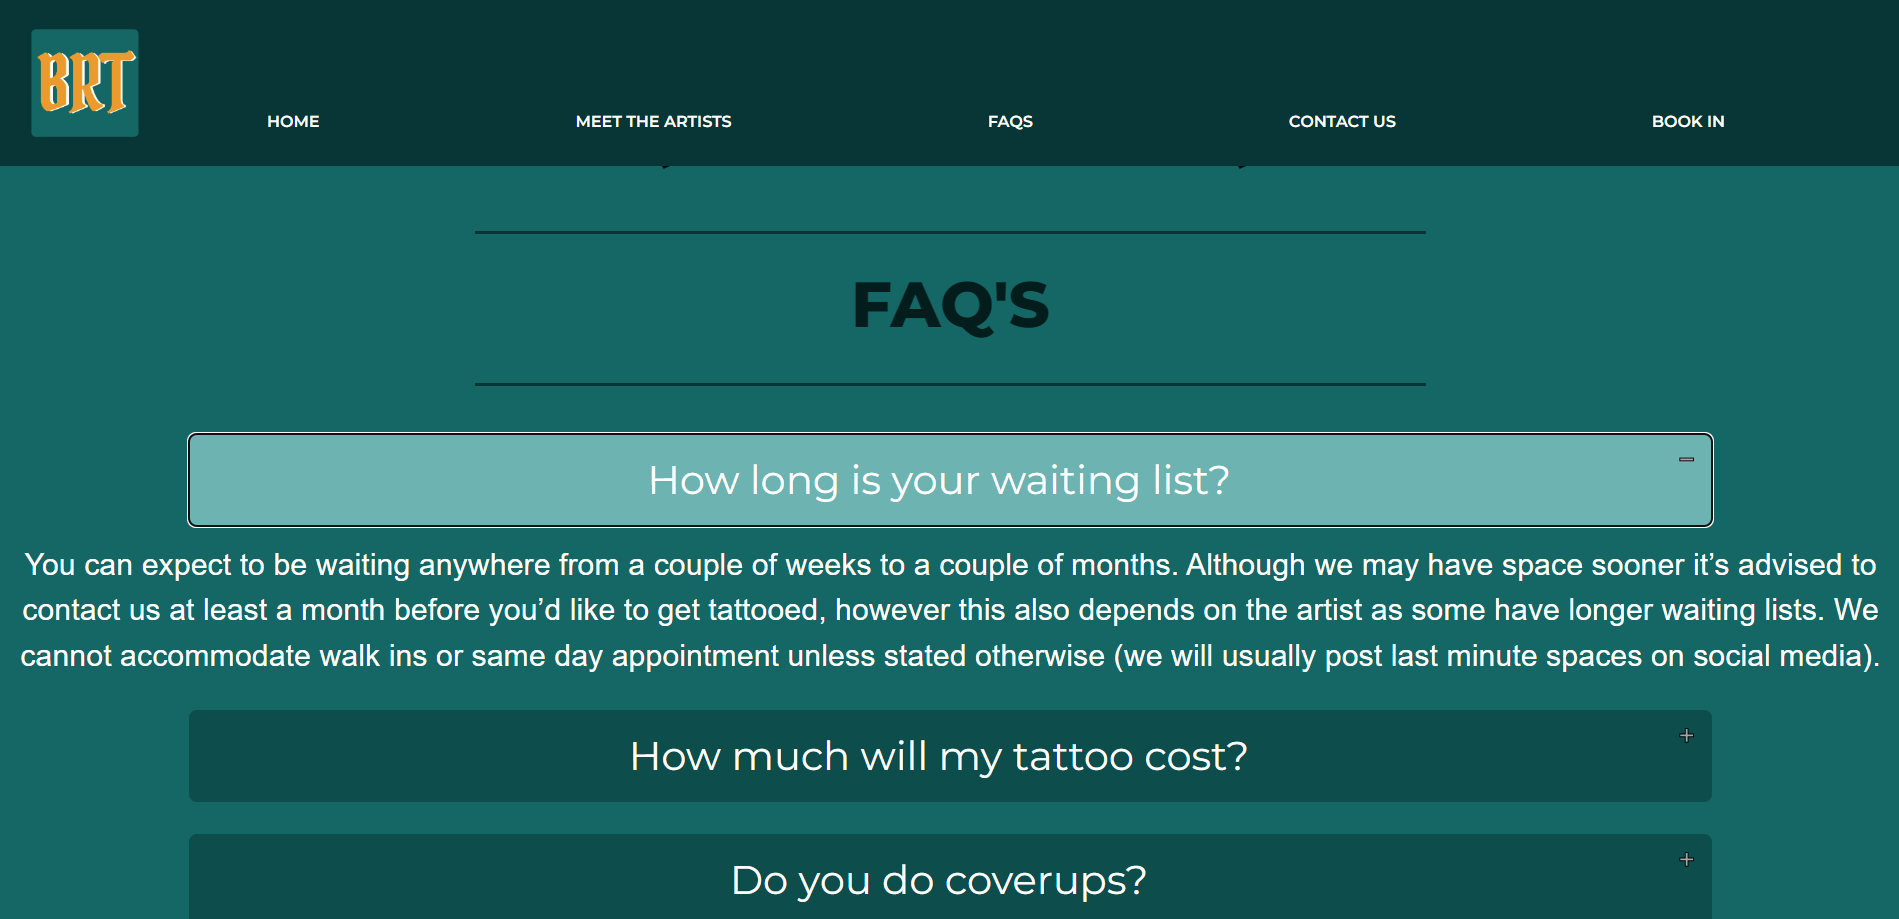 BRT
HOME
MEET THE ARTISTS
FAQS
CONTACT US
BOOK IN
FAQ'S
How long is your waiting list?
You can expect to be waiting anywhere from a couple of weeks to a couple of months. Although we may have space sooner it’s advised to
contact us at least a month before you’d like to get tattooed, however this also depends on the artist as some have longer waiting lists. We
cannot accommodate walk ins or same day appointment unless stated otherwise (we will usually post last minute spaces on social media).
How much will my tattoo cost?
Do you do coverups?